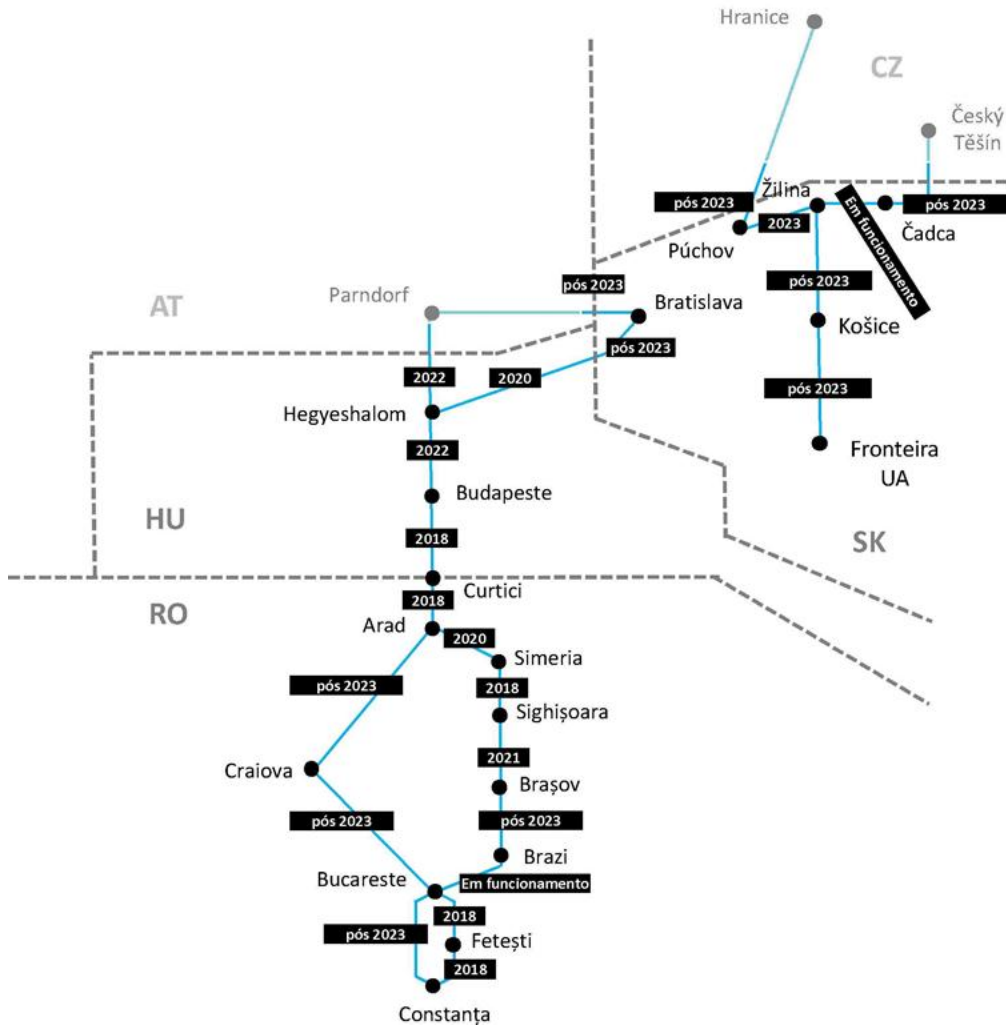 Hranice
CZ
Český
Těšín
Žilina
pós 2023
pós 2023
2023
Em funcionamento
Púchov
Čadca
pós 2023
pós 2023
Parndorf
Bratislava
AT
Košice
pós 2023
2022
2020
pós 2023
Hegyeshalom
2022
Fronteira
UA
Budapeste
HU
2018
SK
Curtici
RO
2018
Arad
2020
Simeria
pós 2023
2018
Sighișoara
2021
Craiova
Brașov
pós 2023
pós 2023
Brazi
Bucareste
Em funcionamento
2018
pós 2023
Fetești
2018
Constanța